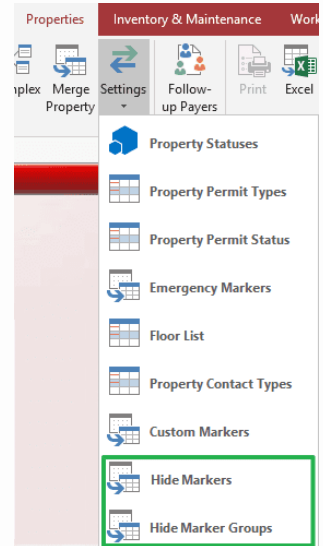 Properties Inventory & Maintenance Work
nplex Merge Property Settings Follow-up Payers Print Excel
Property Statuses
Property Permit Types
Property Permit Status
Emergency Markers
Floor List
Property Contact Types
Custom Markers
Hide Markers
Hide Marker Groups